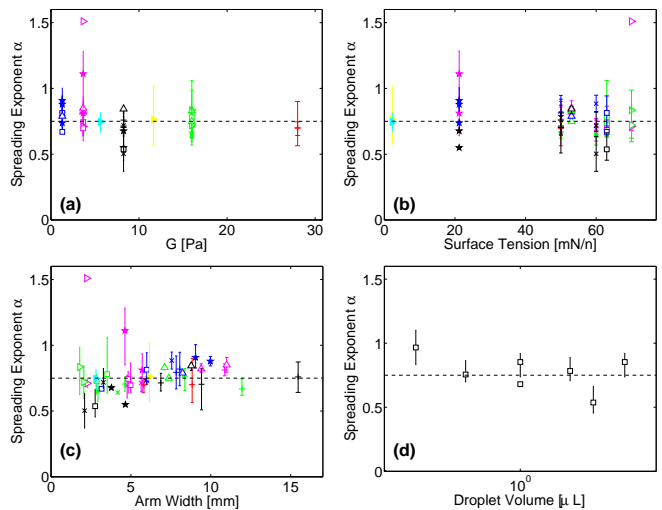 1.5
1
0.5
0
0
10
20
30
Spreading Exponent α
G [Pa]
(a)
1.5
1
0.5
0
0
20
40
60
Spreading Exponent α
Surface Tension [mN/n]
(b)
1.5
1
0.5
0
0
5
10
15
Spreading Exponent α
Arm Width [mm]
(c)
1.5
1
0.5
0
10⁰
Spreading Exponent α
Droplet Volume [μ L]
(d)